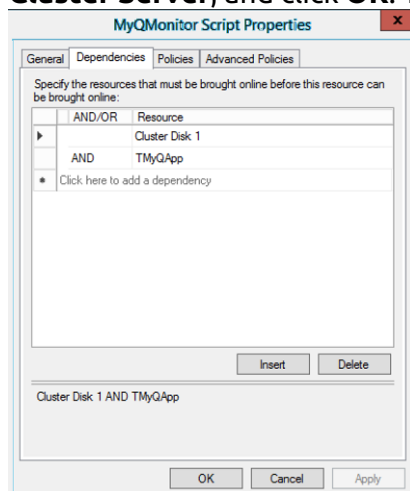 Cluster Server, and click OK.
MyQMonitor Script Properties
x
General Dependencies Policies Advanced Policies
Specify the resources that must be brought online before this resource can
be brought online:
AND/OR Resource
Cluster Disk 1
AND TMyQApp
Click here to add a dependency
Insert Delete
Cluster Disk 1 AND TMyQApp
OK Cancel Apply